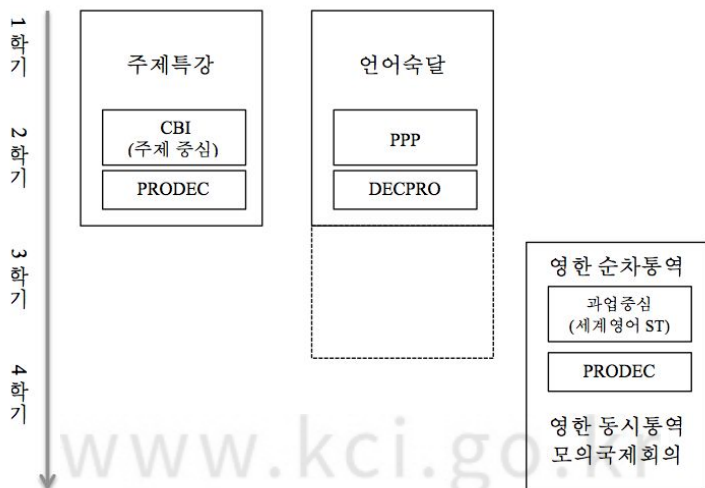 1학기
2학기
3학기
4학기
주제특강
CBI
(주제 중심)
PRODEC
언어숙달
PPP
DECPRO
영한 순차통역
과업중심
(세계영어 ST)
PRODEC
영한 동시통역
모의국제회의
www.kci.go.kr